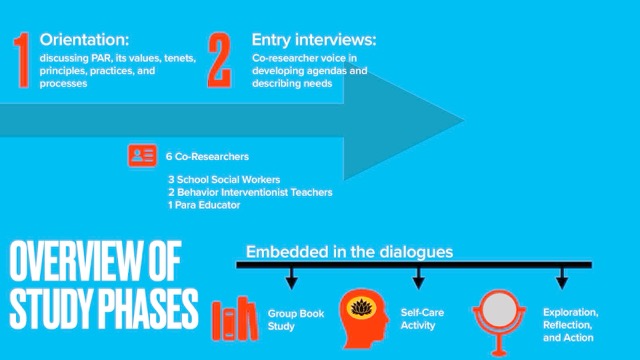 1 Orientation:
discussing PAR, its values, tenets,
principles, practices, and
processes
2 Entry interviews:
Co-researcher voice in
developing agendas and
describing needs
6 Co-Researchers
3 School Social Workers
2 Behavior Interventionist Teachers
1 Para Educator
OVERVIEW OF
STUDY PHASES
Embedded in the dialogues
Group Book
Study
Self-Care
Activity
Exploration,
Reflection,
and Action